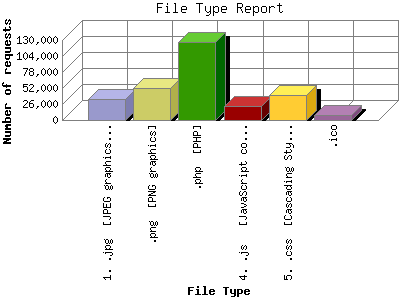 File Type Report
Number of requests
130,000
104,000
78,000
52,000
26,000
0
1. .jpg [JPEG graphics...
.png [PNG graphics]
.php [PHP]
4. .js [JavaScript co...
5. .css [Cascading Sty...
.ico
File Type